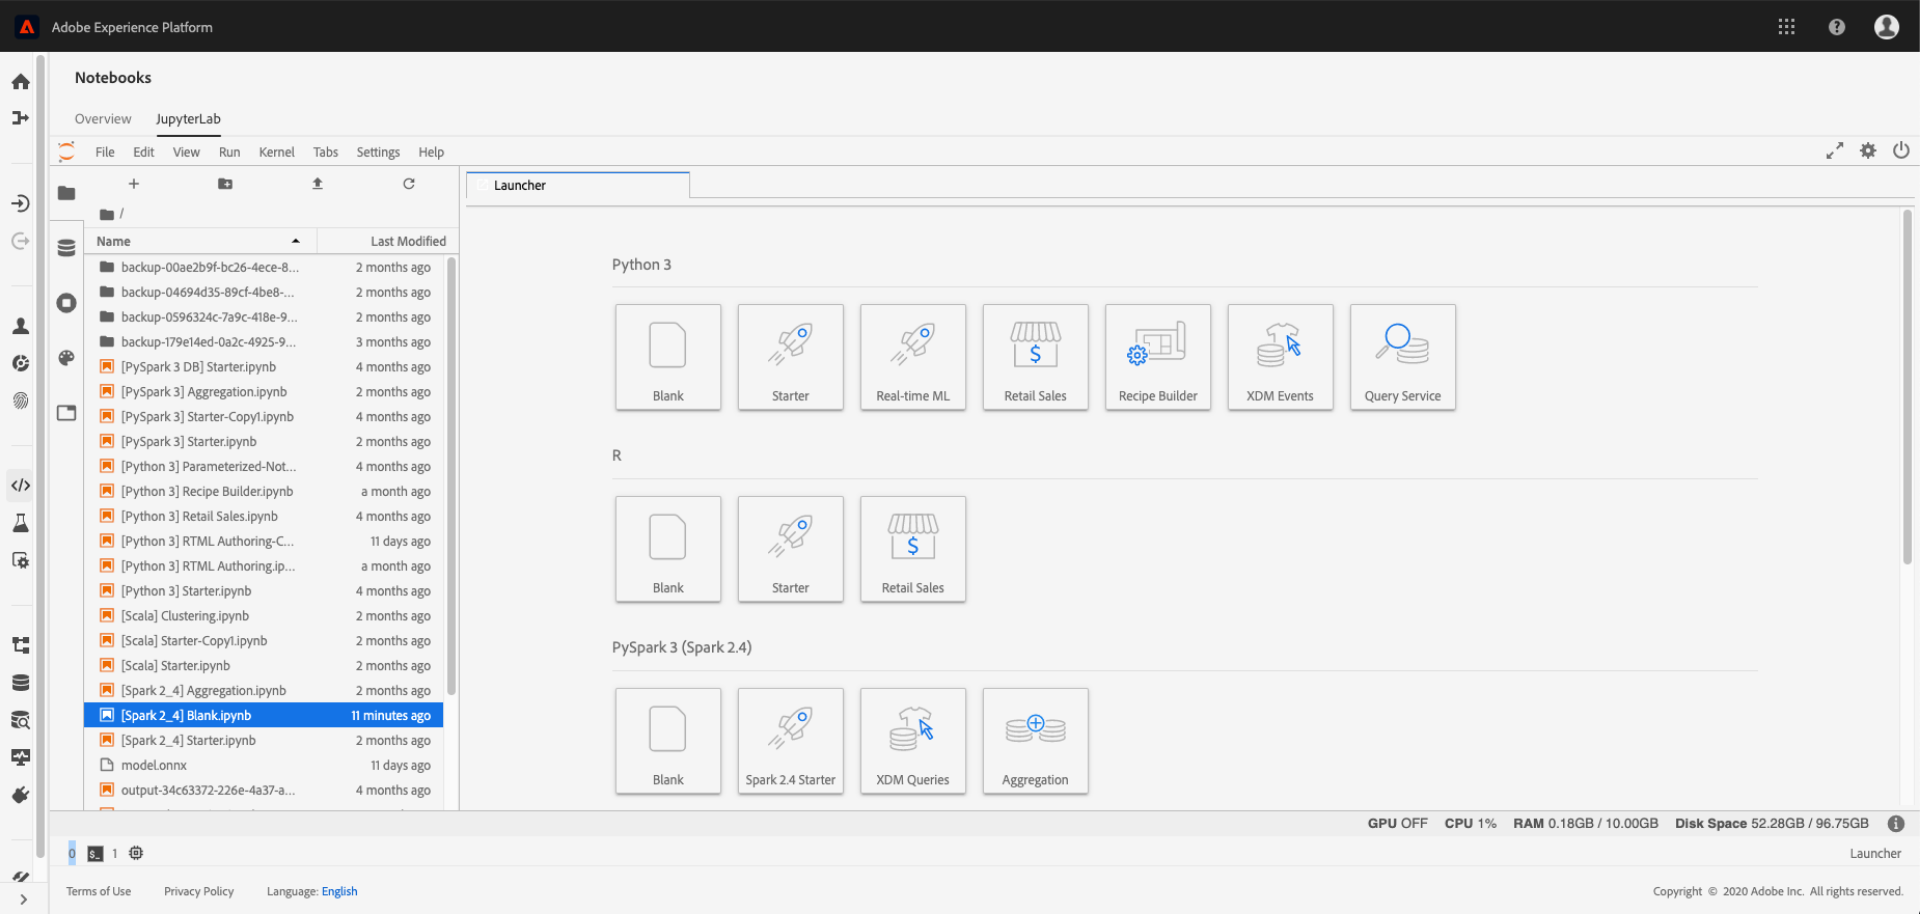 Adobe Experience Platform
Notebooks
Overview JupyterLab
File Edit View Run Kernel Tabs Settings Help
Launcher
/
Name Last Modified
backup-00ae2b9f-bc26-4ece-8... 2 months ago
backup-04694d35-89cf-4be8-... 2 months ago
backup-0596324c-7a9c-418e-9... 2 months ago
backup-179e14ed-0a2c-4925-9... 3 months ago
[PySpark 3 DB] Starter.ipynb 4 months ago
[PySpark 3] Aggregation.ipynb 2 months ago
[PySpark 3] Starter-Copy1.ipynb 4 months ago
[PySpark 3] Starter.ipynb 2 months ago
[Python 3] Parameterized-Not... 4 months ago
[Python 3] Recipe Builder.ipynb a month ago
[Python 3] Retail Sales.ipynb 4 months ago
[Python 3] RTML Authoring-C... 11 days ago
[Python 3] RTML Authoring.ip... a month ago
[Python 3] Starter.ipynb 4 months ago
[Scala] Clustering.ipynb 2 months ago
[Scala] Starter-Copy1.ipynb 2 months ago
[Scala] Starter.ipynb 2 months ago
[Spark 2_4] Aggregation.ipynb 2 months ago
[Spark 2_4] Blank.ipynb 11 minutes ago
[Spark 2_4] Starter.ipynb 2 months ago
model.onnx 11 days ago
output-34c63372-226e-4a37-a... 4 months ago
Python 3
Blank Starter Real-time ML Retail Sales Recipe Builder XDM Events Query Service
R
Blank Starter Retail Sales
PySpark 3 (Spark 2.4)
Blank Spark 2.4 Starter XDM Queries Aggregation
GPU OFF CPU 1% RAM 0.18GB / 10.00GB Disk Space 52.28GB / 96.75GB
0 $_ 1 Launcher
Terms of Use Privacy Policy Language: English Copyright © 2020 Adobe Inc. All rights reserved.